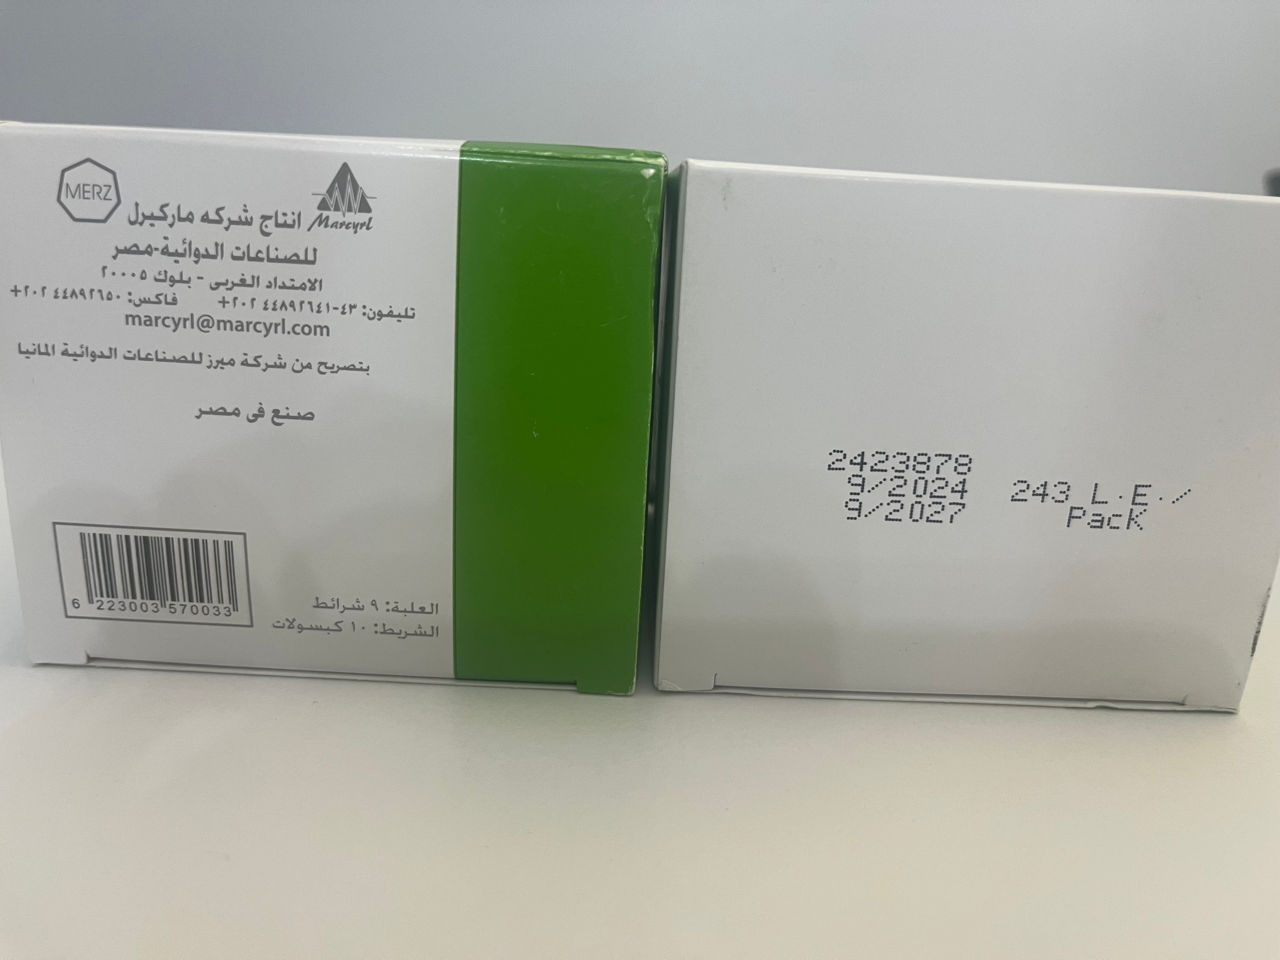 MERZ
Marcyrl
انتاج شركه ماركيرل
للصناعات الدوائية-مصر
الامتداد الغربى - بلوك ٢٠٠٠٥
تليفون: ٤٣-٤٤٨٩٢٦٤١ ٢٠٢+ فاكس: ٤٤٨٩٢٦٥٠ ٢٠٢+
marcyrl@marcyrl.com
بتصريح من شركة ميرز للصناعات الدوائية المانيا
صنع فى مصر
العلبة: ٩ شرائط
الشريط: ١٠ كبسولات
6 223003 570033
2423878
9/2024
9/2027
243 L.E./
Pack